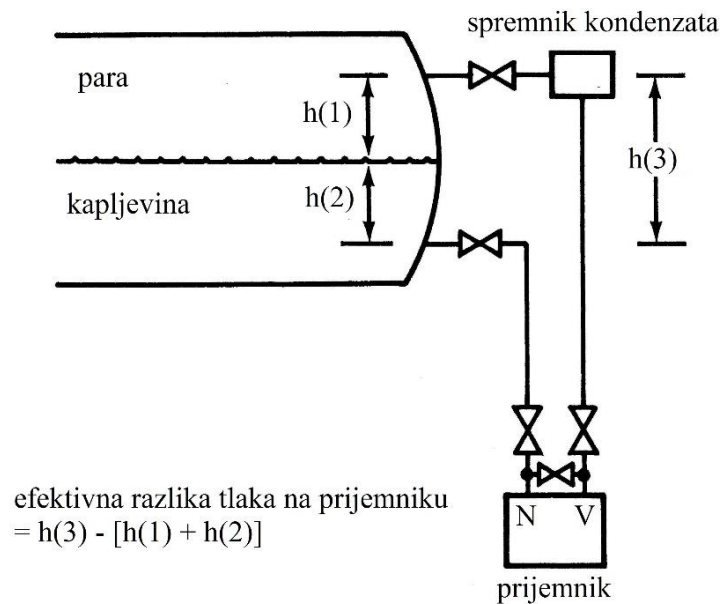 spremnik kondenzata
para
h(1)
h(3)
kapljevina
h(2)
efektivna razlika tlaka na prijemniku
= h(3) - [h(1) + h(2)]
N V
prijemnik